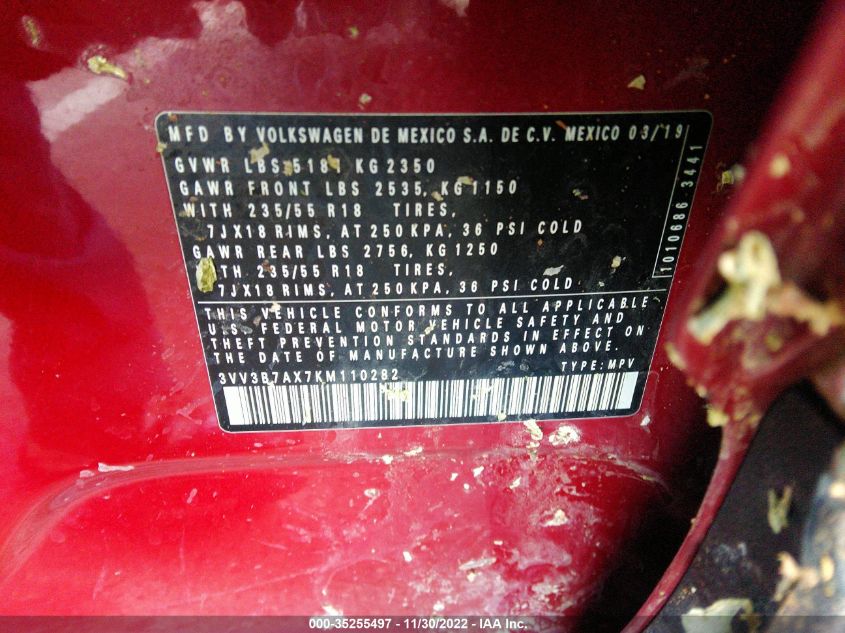 MFD BY VOLKSWAGEN DE MEXICO S.A. DE C.V. MEXICO 03/19
GVWR LBS 5181 KG 2350
GAWR FRONT LBS 2535, KG 1150
WITH 235/55 R18 TIRES,
7JX18 RIMS, AT 250 KPA, 36 PSI COLD
GAWR REAR LBS 2756, KG 1250
TH 235/55 R18 TIRES,
7JX18 RIMS, AT 250 KPA, 36 PSI COLD
1010686 3441
THIS VEHICLE CONFORMS TO ALL APPLICABLE
U.S. FEDERAL MOTOR VEHICLE SAFETY AND
THEFT PREVENTION STANDARDS IN EFFECT ON
THE DATE OF MANUFACTURE SHOWN ABOVE.
3VV3B7AX7KM110282 TYPE: MPV
000-35255497 - 11/30/2022 - IAA Inc.